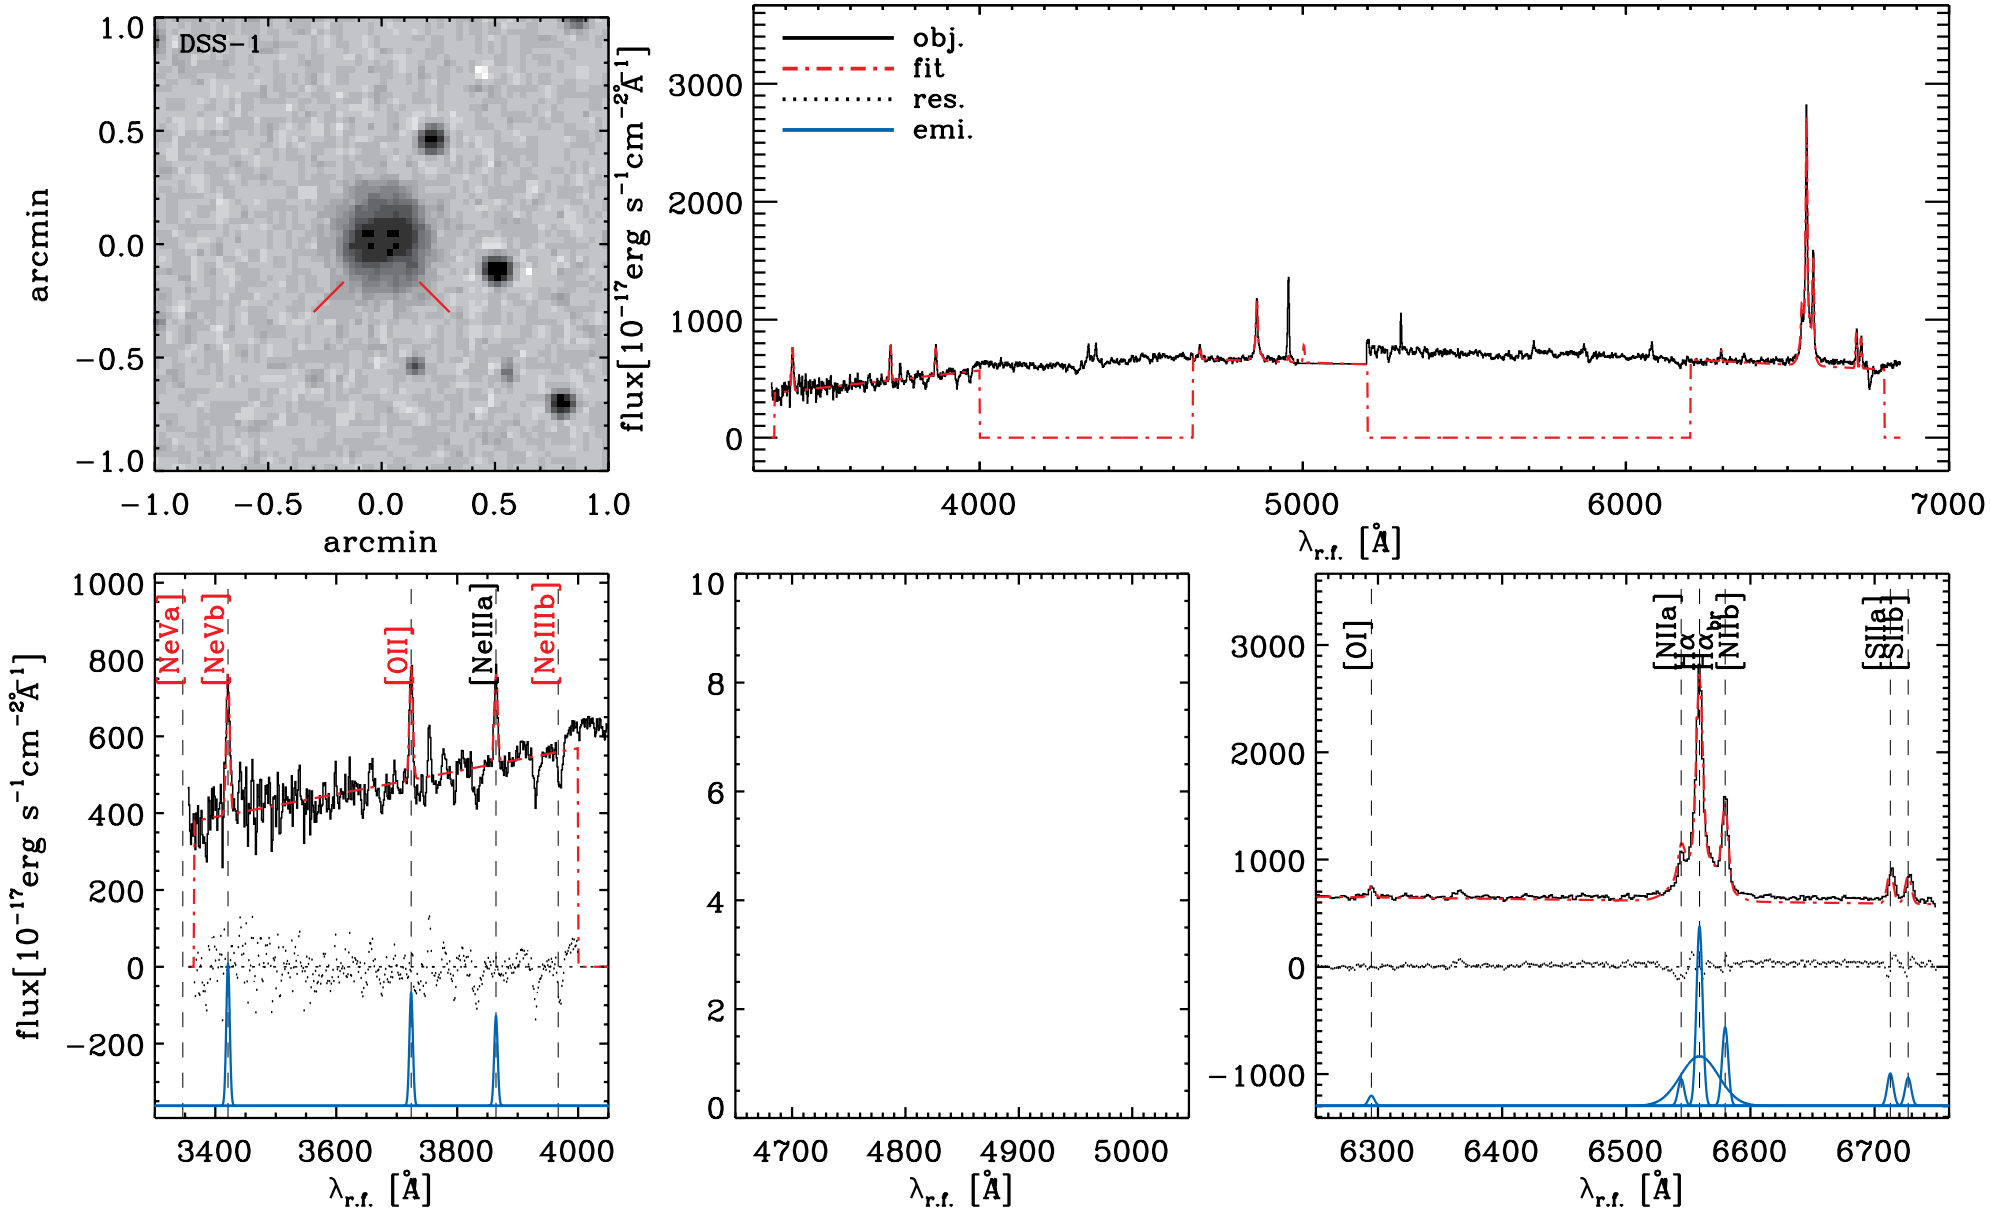 DSS-1
1.0
0.5
0.0
−0.5
−1.0
arcmin
−1.0 −0.5 0.0 0.5 1.0
arcmin
flux[10⁻¹⁷erg s⁻¹cm⁻²Å⁻¹]
obj.
fit
res.
emi.
3000
2000
1000
0
4000 5000 6000 7000
λr.f. [Å]
flux[10⁻¹⁷erg s⁻¹cm⁻²Å⁻¹]
1000
800
600
400
200
0
−200
[NeVa]
[NeVb]
[OII]
[NeIIIa]
[NeIIIb]
3400 3600 3800 4000
λr.f. [Å]
10
8
6
4
2
0
4700 4800 4900 5000
λr.f. [Å]
3000
2000
1000
0
−1000
[OI]
[NIIa]
Hα
Hαbr
[NIIb]
[SIIa]
[SIIb]
6300 6400 6500 6600 6700
λr.f. [Å]